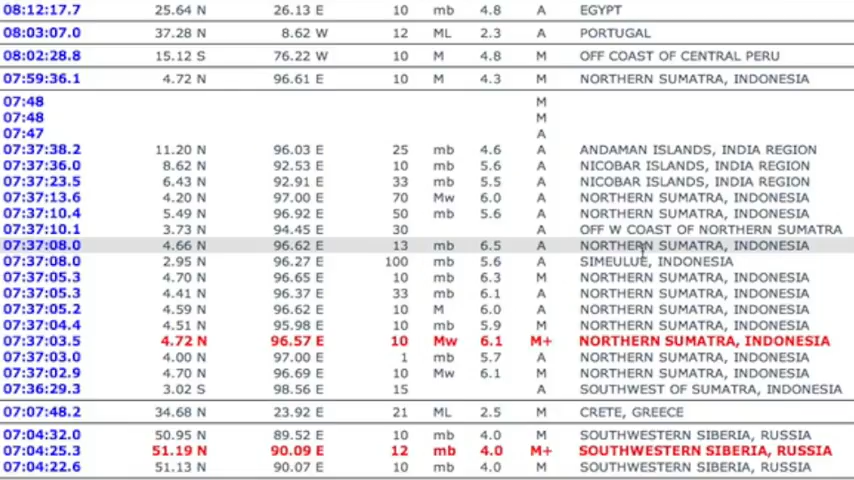 08:12:17.7 25.64 N 26.13 E 10 mb 4.8 A EGYPT
08:03:07.0 37.28 N 8.62 W 12 ML 2.3 A PORTUGAL
08:02:28.8 15.12 S 76.22 W 10 M 4.8 M OFF COAST OF CENTRAL PERU
07:59:36.1 4.72 N 96.61 E 10 M 4.3 M NORTHERN SUMATRA, INDONESIA
07:48 M
07:48 M
07:47 A
07:37:38.2 11.20 N 96.03 E 25 mb 4.6 A ANDAMAN ISLANDS, INDIA REGION
07:37:36.0 8.62 N 92.53 E 10 mb 5.6 A NICOBAR ISLANDS, INDIA REGION
07:37:23.5 6.43 N 92.91 E 33 mb 5.5 A NICOBAR ISLANDS, INDIA REGION
07:37:13.6 4.20 N 97.00 E 70 Mw 6.0 A NORTHERN SUMATRA, INDONESIA
07:37:10.4 5.49 N 96.92 E 50 mb 5.6 A NORTHERN SUMATRA, INDONESIA
07:37:10.1 3.73 N 94.45 E 30 A OFF W COAST OF NORTHERN SUMATRA
07:37:08.0 4.66 N 96.62 E 13 mb 6.5 A NORTHERN SUMATRA, INDONESIA
07:37:08.0 2.95 N 96.27 E 100 mb 5.6 A SIMEULUE, INDONESIA
07:37:05.3 4.70 N 96.65 E 10 mb 6.3 M NORTHERN SUMATRA, INDONESIA
07:37:05.3 4.41 N 96.37 E 33 mb 6.1 A NORTHERN SUMATRA, INDONESIA
07:37:05.2 4.59 N 96.62 E 10 M 6.0 A NORTHERN SUMATRA, INDONESIA
07:37:04.4 4.51 N 95.98 E 10 mb 5.9 M NORTHERN SUMATRA, INDONESIA
07:37:03.5 4.72 N 96.57 E 10 Mw 6.1 M+ NORTHERN SUMATRA, INDONESIA
07:37:03.0 4.00 N 97.00 E 1 mb 5.7 A NORTHERN SUMATRA, INDONESIA
07:37:02.9 4.70 N 96.69 E 10 Mw 6.1 M NORTHERN SUMATRA, INDONESIA
07:36:29.3 3.02 S 98.56 E 15 A SOUTHWEST OF SUMATRA, INDONESIA
07:07:48.2 34.68 N 23.92 E 21 ML 2.5 M CRETE, GREECE
07:04:32.0 50.95 N 89.52 E 10 mb 4.0 M SOUTHWESTERN SIBERIA, RUSSIA
07:04:25.3 51.19 N 90.09 E 12 mb 4.0 M+ SOUTHWESTERN SIBERIA, RUSSIA
07:04:22.6 51.13 N 90.07 E 10 mb 4.0 M SOUTHWESTERN SIBERIA, RUSSIA